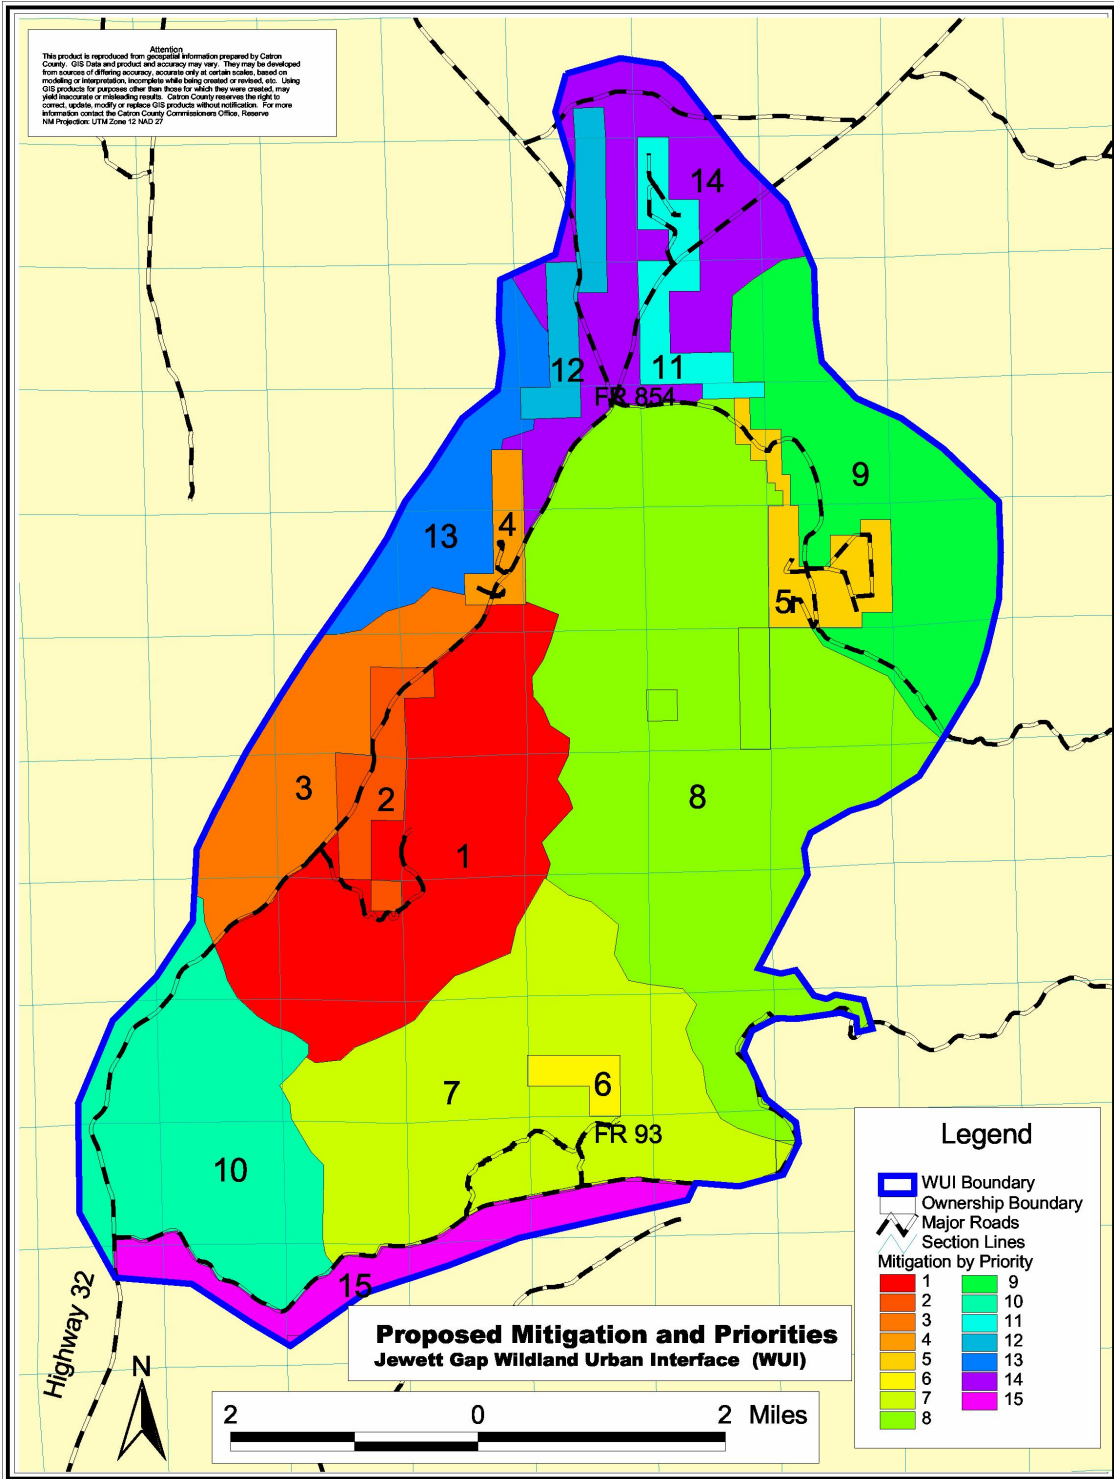 Attention
This product is reproduced from geospatial information prepared by Catron
County. GIS Data and product and accuracy may vary. They may be developed
from sources of differing accuracy, accurate only at certain scales, based on
modeling or interpretation, incomplete while being created or revised, etc. Using
GIS products for purposes other than those for which they were created, may
yield inaccurate or misleading results. Catron County reserves the right to
correct, update, modify or replace GIS products without notification. For more
information contact the Catron County Commissioners Office, Reserve
NM Projection: UTM Zone 12 NAD 27
14
12
11
FR 854
9
13
4
5
3
2
8
1
7
6
FR 93
10
15
Highway 32
N
Legend
WUI Boundary
Ownership Boundary
Major Roads
Section Lines
Mitigation by Priority
1
2
3
4
5
6
7
8
9
10
11
12
13
14
15
Proposed Mitigation and Priorities
Jewett Gap Wildland Urban Interface (WUI)
2 0 2 Miles